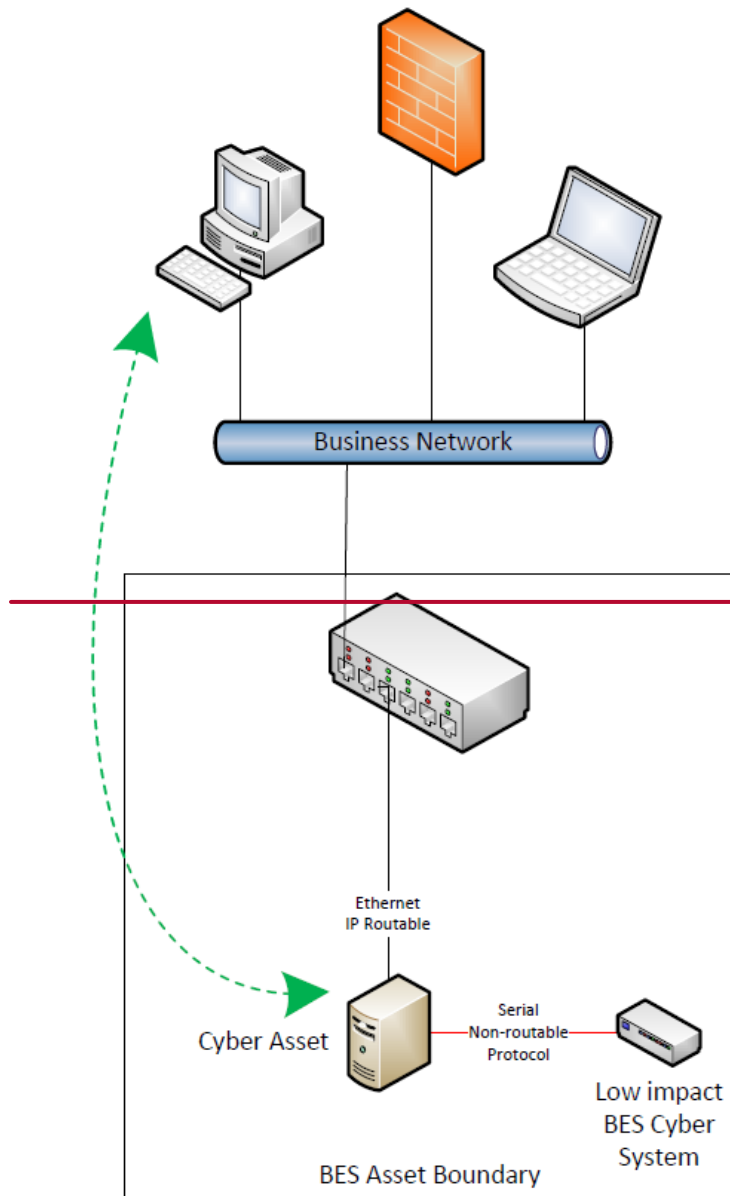 Business Network
Ethernet
IP Routable
Cyber Asset
Serial
Non-routable
Protocol
Low impact
BES Cyber
System
BES Asset Boundary